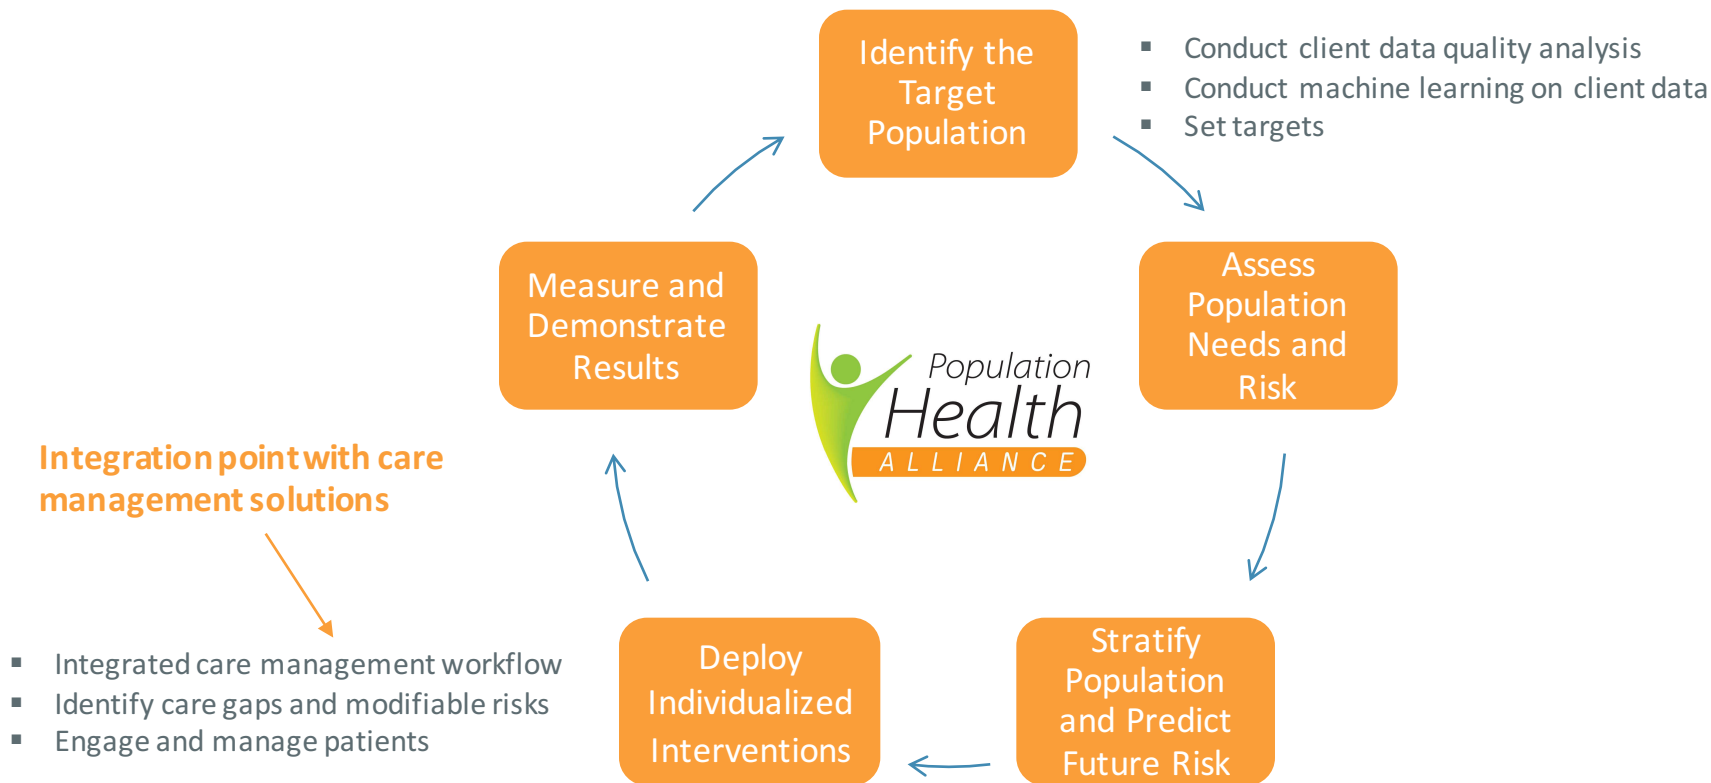 Identify the
Target
Population
▪ Conduct client data quality analysis
▪ Conduct machine learning on client data
▪ Set targets
Assess
Population
Needs and
Risk
Measure and
Demonstrate
Results
Population
Health
ALLIANCE
Integration point with care
management solutions
Stratify
Population
and Predict
Future Risk
Deploy
Individualized
Interventions
▪ Integrated care management workflow
▪ Identify care gaps and modifiable risks
▪ Engage and manage patients